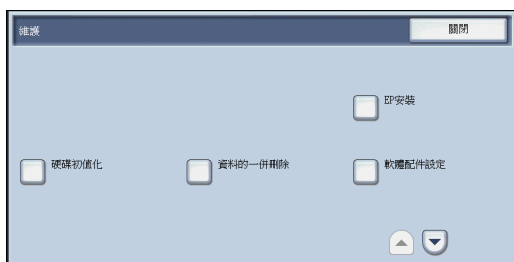 維護
關閉
EP安裝
硬碟初值化
資料的一併刪除
軟體配件設定